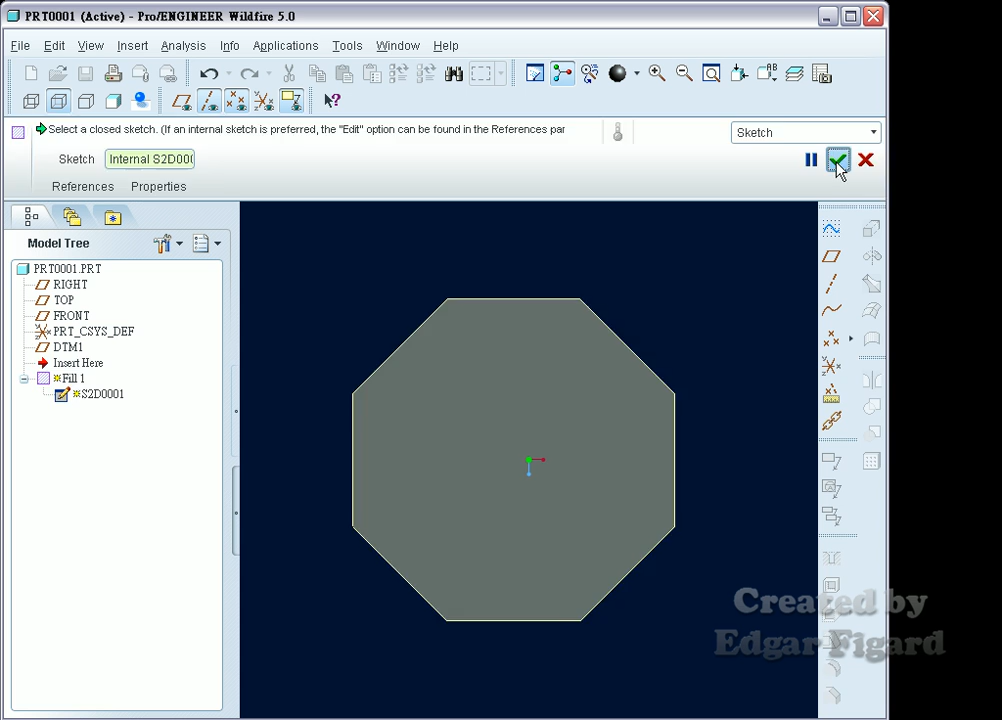 PRT0001 (Active) - Pro/ENGINEER Wildfire 5.0
File Edit View Insert Analysis Info Applications Tools Window Help
Select a closed sketch. (If an internal sketch is preferred, the "Edit" option can be found in the References par
Sketch
Sketch Internal S2D00(
References Properties
Model Tree
PRT0001.PRT
RIGHT
TOP
FRONT
PRT_CSYS_DEF
DTM1
Insert Here
Fill 1
S2D0001
Created by
Edgar Figard